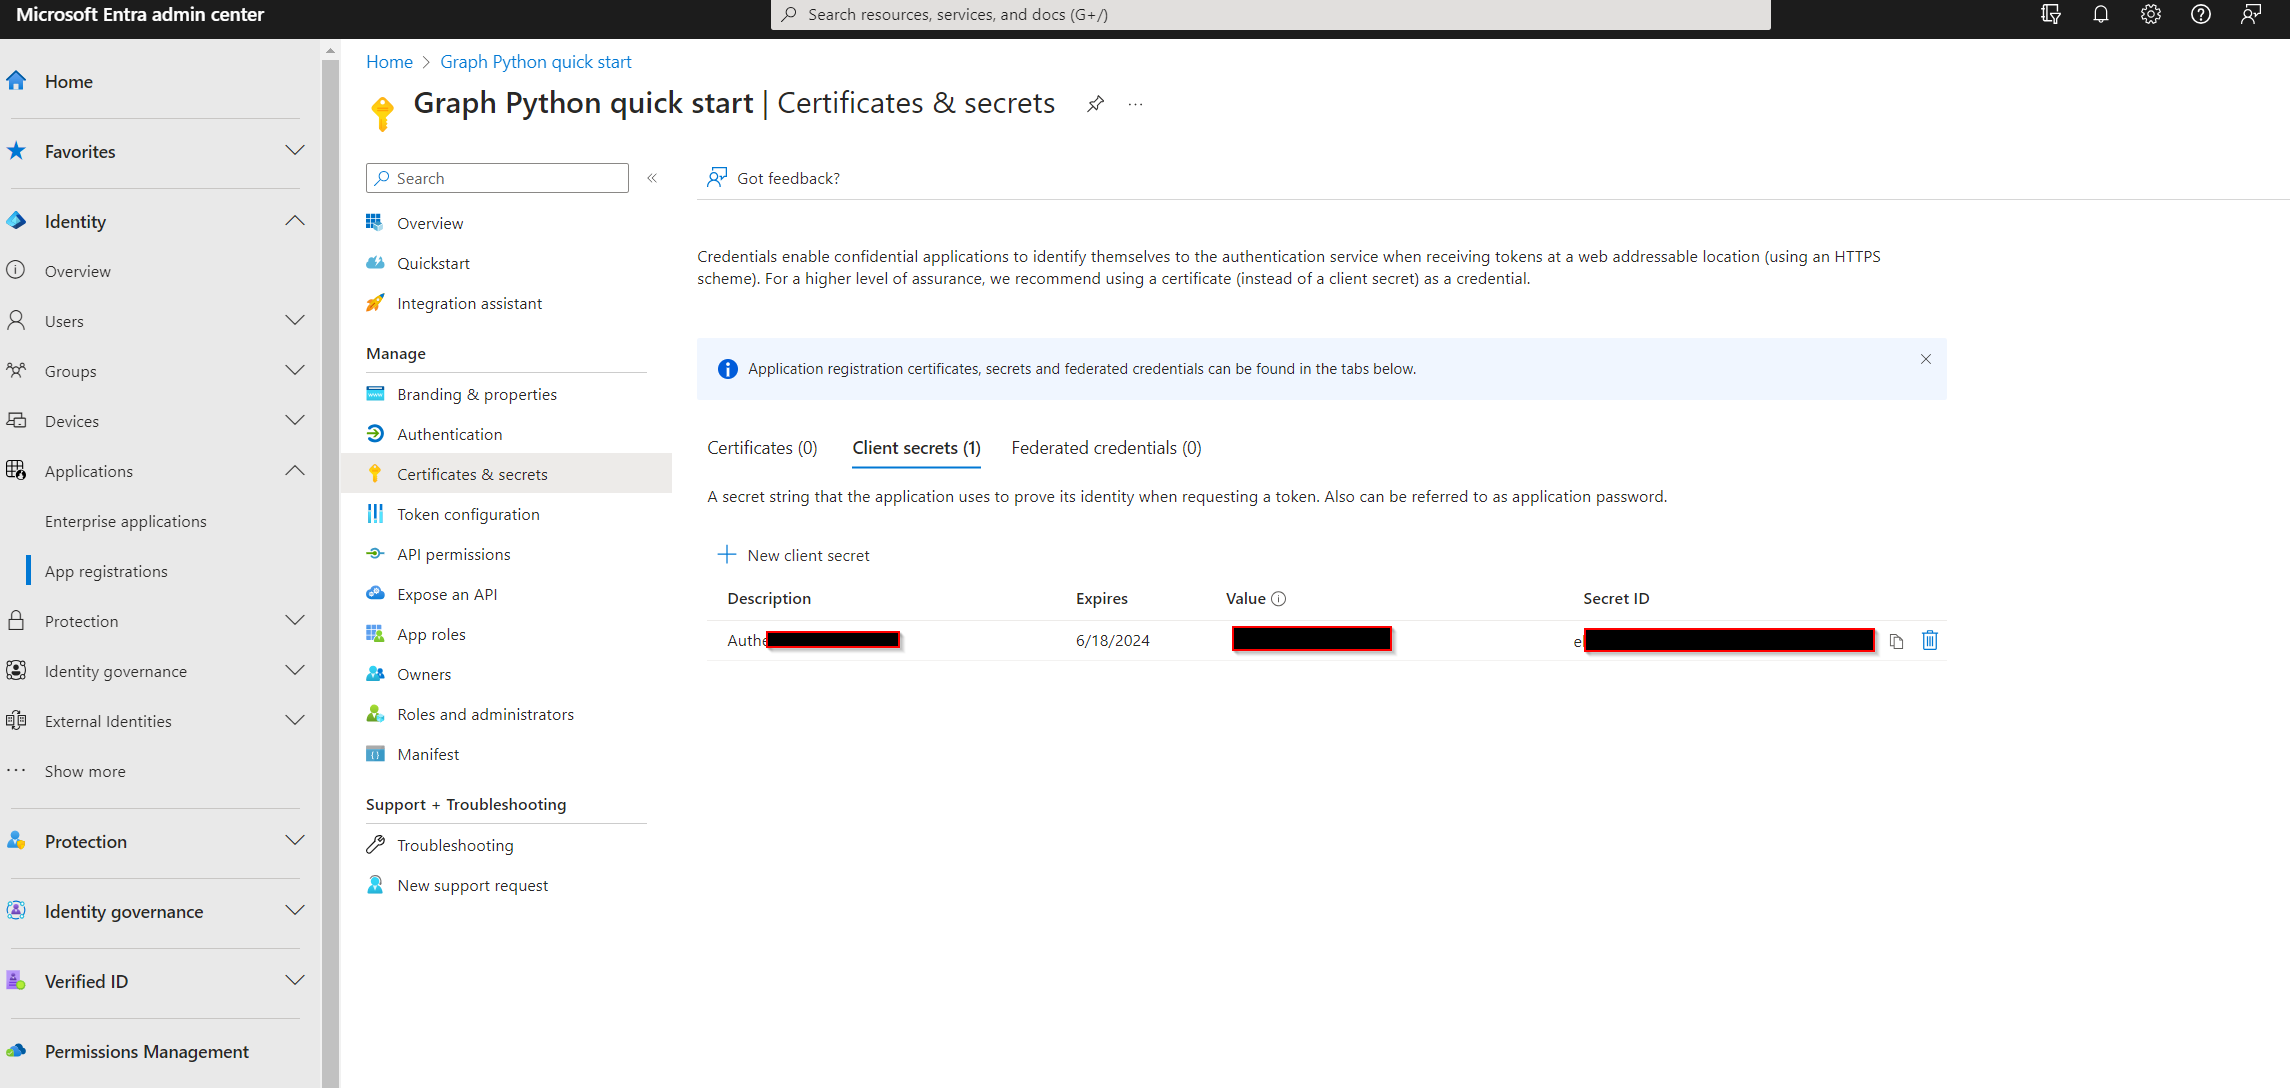 Microsoft Entra admin center
Search resources, services, and docs (G+/)
Home
Favorites
Identity
Overview
Users
Groups
Devices
Applications
Enterprise applications
App registrations
Protection
Identity governance
External Identities
Show more
Protection
Identity governance
Verified ID
Permissions Management
Home > Graph Python quick start
Graph Python quick start | Certificates & secrets
Search
Overview
Quickstart
Integration assistant
Manage
Branding & properties
Authentication
Certificates & secrets
Token configuration
API permissions
Expose an API
App roles
Owners
Roles and administrators
Manifest
Support + Troubleshooting
Troubleshooting
New support request
Got feedback?
Credentials enable confidential applications to identify themselves to the authentication service when receiving tokens at a web addressable location (using an HTTPS
scheme). For a higher level of assurance, we recommend using a certificate (instead of a client secret) as a credential.
Application registration certificates, secrets and federated credentials can be found in the tabs below.
Certificates (0) Client secrets (1) Federated credentials (0)
A secret string that the application uses to prove its identity when requesting a token. Also can be referred to as application password.
New client secret
Description Expires Value Secret ID
6/18/2024